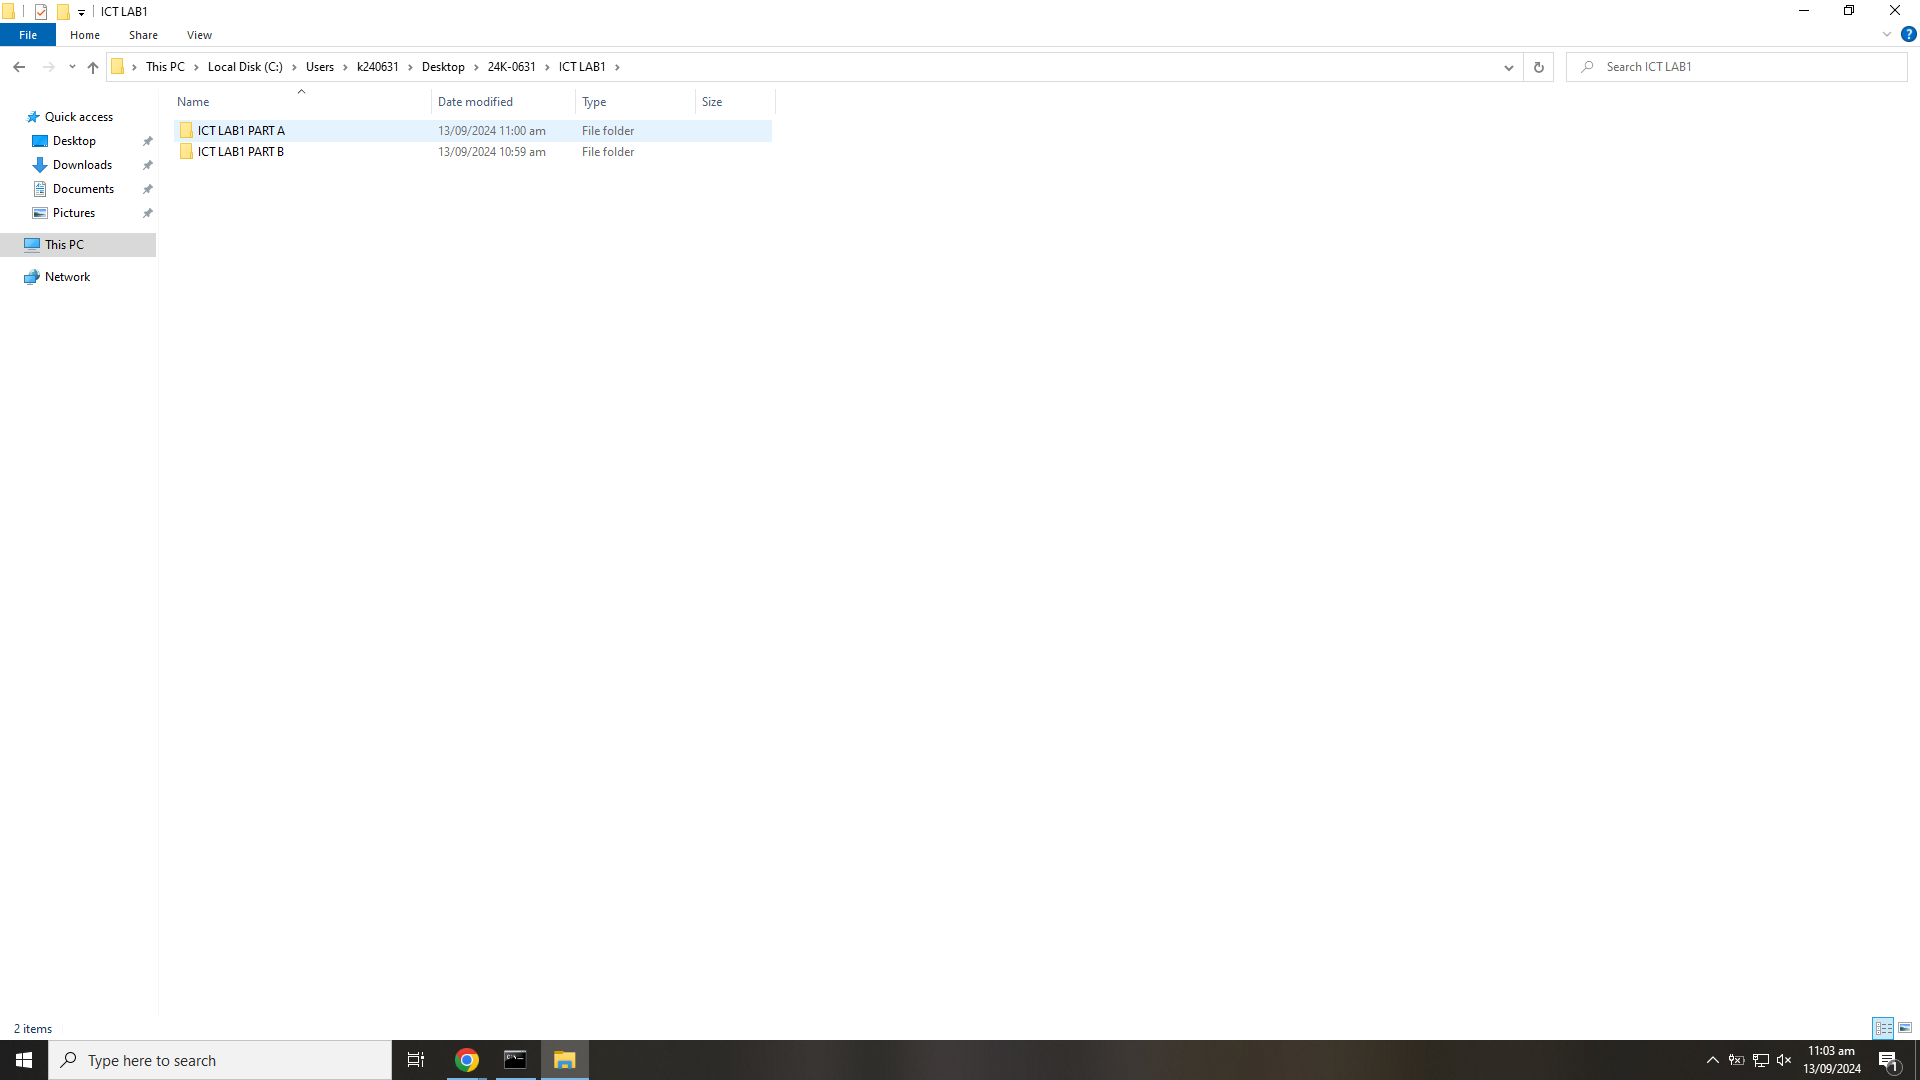 ICT LAB1
File Home Share View
This PC Local Disk (C:) Users k240631 Desktop 24K-0631 ICT LAB1
Search ICT LAB1
Name Date modified Type Size
Quick access
Desktop
Downloads
Documents
Pictures
This PC
Network
ICT LAB1 PART A 13/09/2024 11:00 am File folder
ICT LAB1 PART B 13/09/2024 10:59 am File folder
2 items
Type here to search
11:03 am
13/09/2024
1